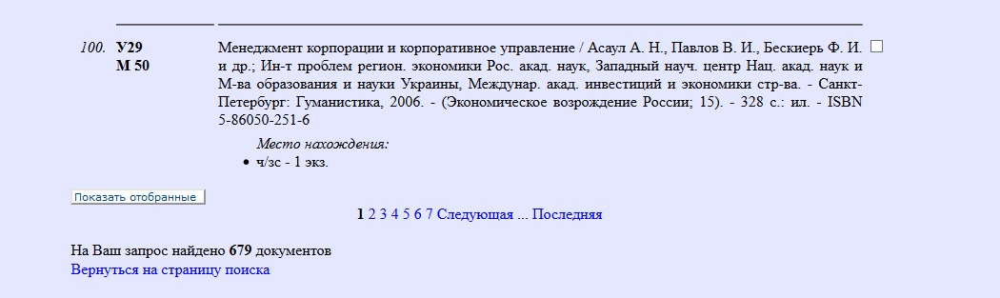 100. У29 Менеджмент корпорации и корпоративное управление / Асаул А. Н., Павлов В. И., Бескиерь Ф. И.
М 50 и др.; Ин-т проблем регион. экономики Рос. акад. наук, Западный науч. центр Нац. акад. наук и
М-ва образования и науки Украины, Междунар. акад. инвестиций и экономики стр-ва. - Санкт-
Петербург: Гуманистика, 2006. - (Экономическое возрождение России; 15). - 328 с.: ил. - ISBN
5-86050-251-6
Место нахождения:
• ч/зс - 1 экз.
Показать отобранные
1 2 3 4 5 6 7 Следующая ... Последняя
На Ваш запрос найдено 679 документов
Вернуться на страницу поиска